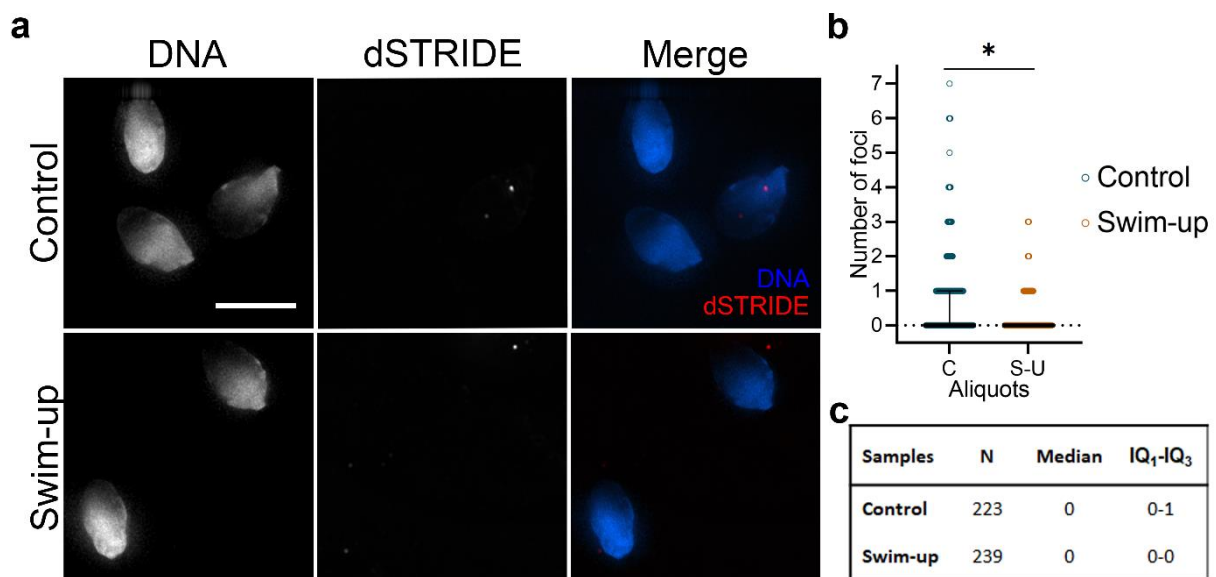 a
DNA dSTRIDE Merge
Control
DNA
dSTRIDE
Swim-up
b
*
7
6
5
4
3
2
1
0
Number of foci
C S-U
Aliquots
Control
Swim-up
c
Samples N Median IQ₁-IQ₃
Control 223 0 0-1
Swim-up 239 0 0-0